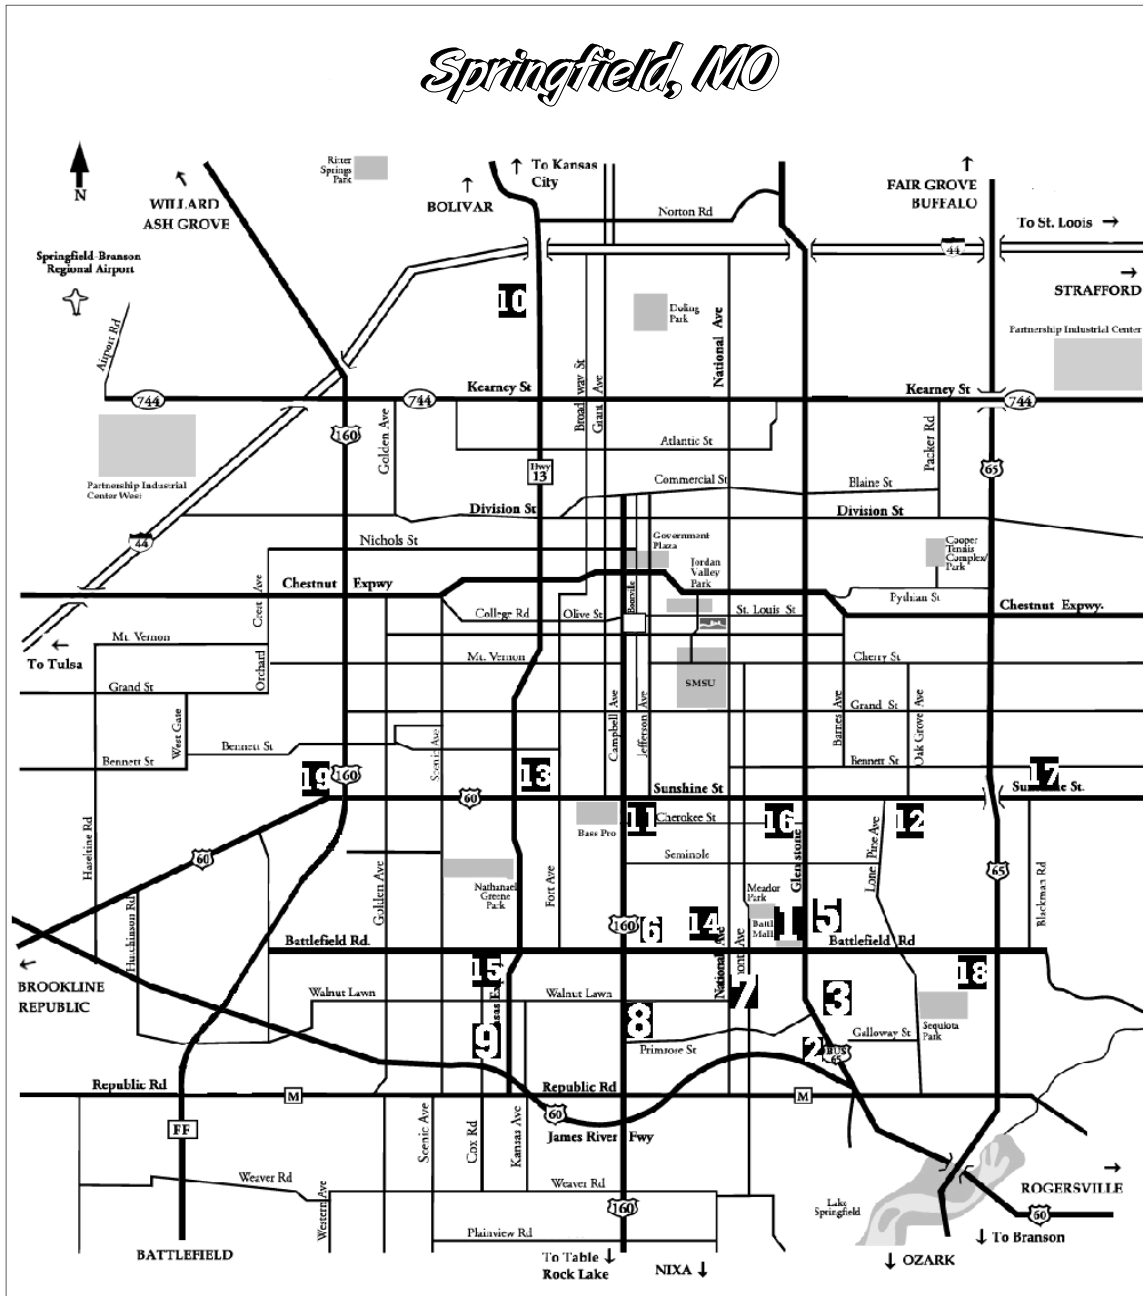 Springfield, MO
Ritter
Springs
Park
To Kansas
City
WILLARD
ASH GROVE
BOLIVAR
FAIR GROVE
BUFFALO
N
Norton Rd
To St. Lois
44
Springfield-Branson
Regional Airport
STRAFFORD
10
Doling
Park
Airport Rd
National Ave
Partnership Industrial Center
Broadway St
Grant Ave
Kearney St
Kearney St
744
744
744
160
Golden Ave
Atlantic St
Packer Rd
Hwy
13
65
Partnership Industrial
Center West
Commercial St
Blaine St
Division St
Division St
44
Nichols St
Government
Plaza
Cooper
Tennis
Complex/
Park
Jordan
Valley
Park
Chestnut Expwy
Crest Ave
Boonville
Pythian St
Chestnut Expwy.
College Rd
Olive St
St. Louis St
Mt. Vernon
To Tulsa
Orchard
Mt. Vernon
Cherry St
Grand St
SMSU
West Gate
Campbell Ave
Jefferson Ave
Barnes Ave
Grand St
Oak Grove Ave
Bennett St
Scenic Ave
Bennett St
Bennett St
19
160
13
17
60
Sunshine St
Sunshine St.
Bass Pro
11
Cherokee St
16
12
Haseltine Rd
60
Seminole
Glenstone
Lone Pine Ave
65
Golden Ave
Nathanael
Greene
Park
Fort Ave
Meador
Park
Blackman Rd
Hutchinson Rd
160
6
14
Battl
Mall
1
5
Battlefield Rd.
Battlefield Rd
National Ave
15
18
BROOKLINE
REPUBLIC
Walnut Lawn
Walnut Lawn
7
3
8
Sequiota
Park
9
Primrose St
Galloway St
2
BUS
65
Republic Rd
M
Republic Rd
M
60
FF
Scenic Ave
Cox Rd
Kansas Ave
James River Fwy
Weaver Rd
Western Ave
Weaver Rd
160
ROGERSVILLE
Lake
Springfield
60
Plainview Rd
To Branson
BATTLEFIELD
To Table
Rock Lake
NIXA
OZARK